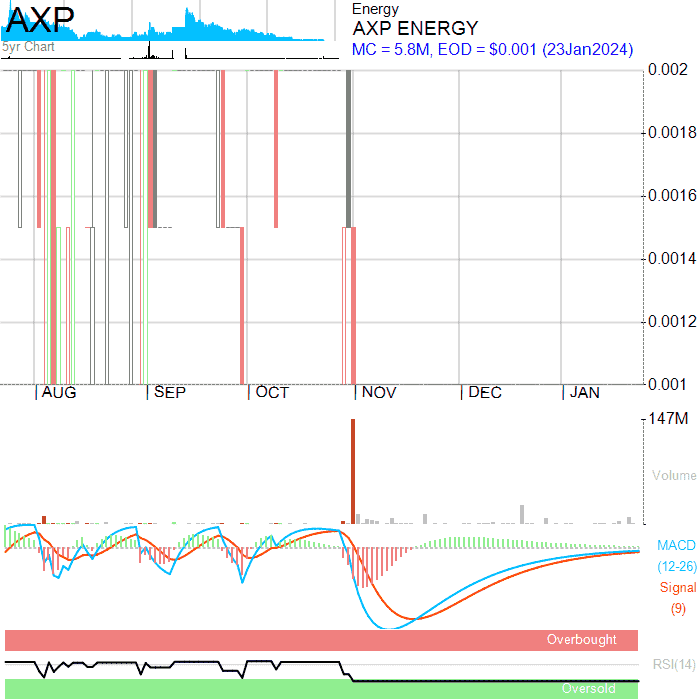 AXP
5yr Chart
Energy
AXP ENERGY
MC = 5.8M, EOD = $0.001 (23Jan2024)
0.002
0.0018
0.0016
0.0014
0.0012
0.001
AUG SEP OCT NOV DEC JAN
147M
Volume
MACD
(12-26)
Signal
(9)
Overbought
RSI(14)
Oversold